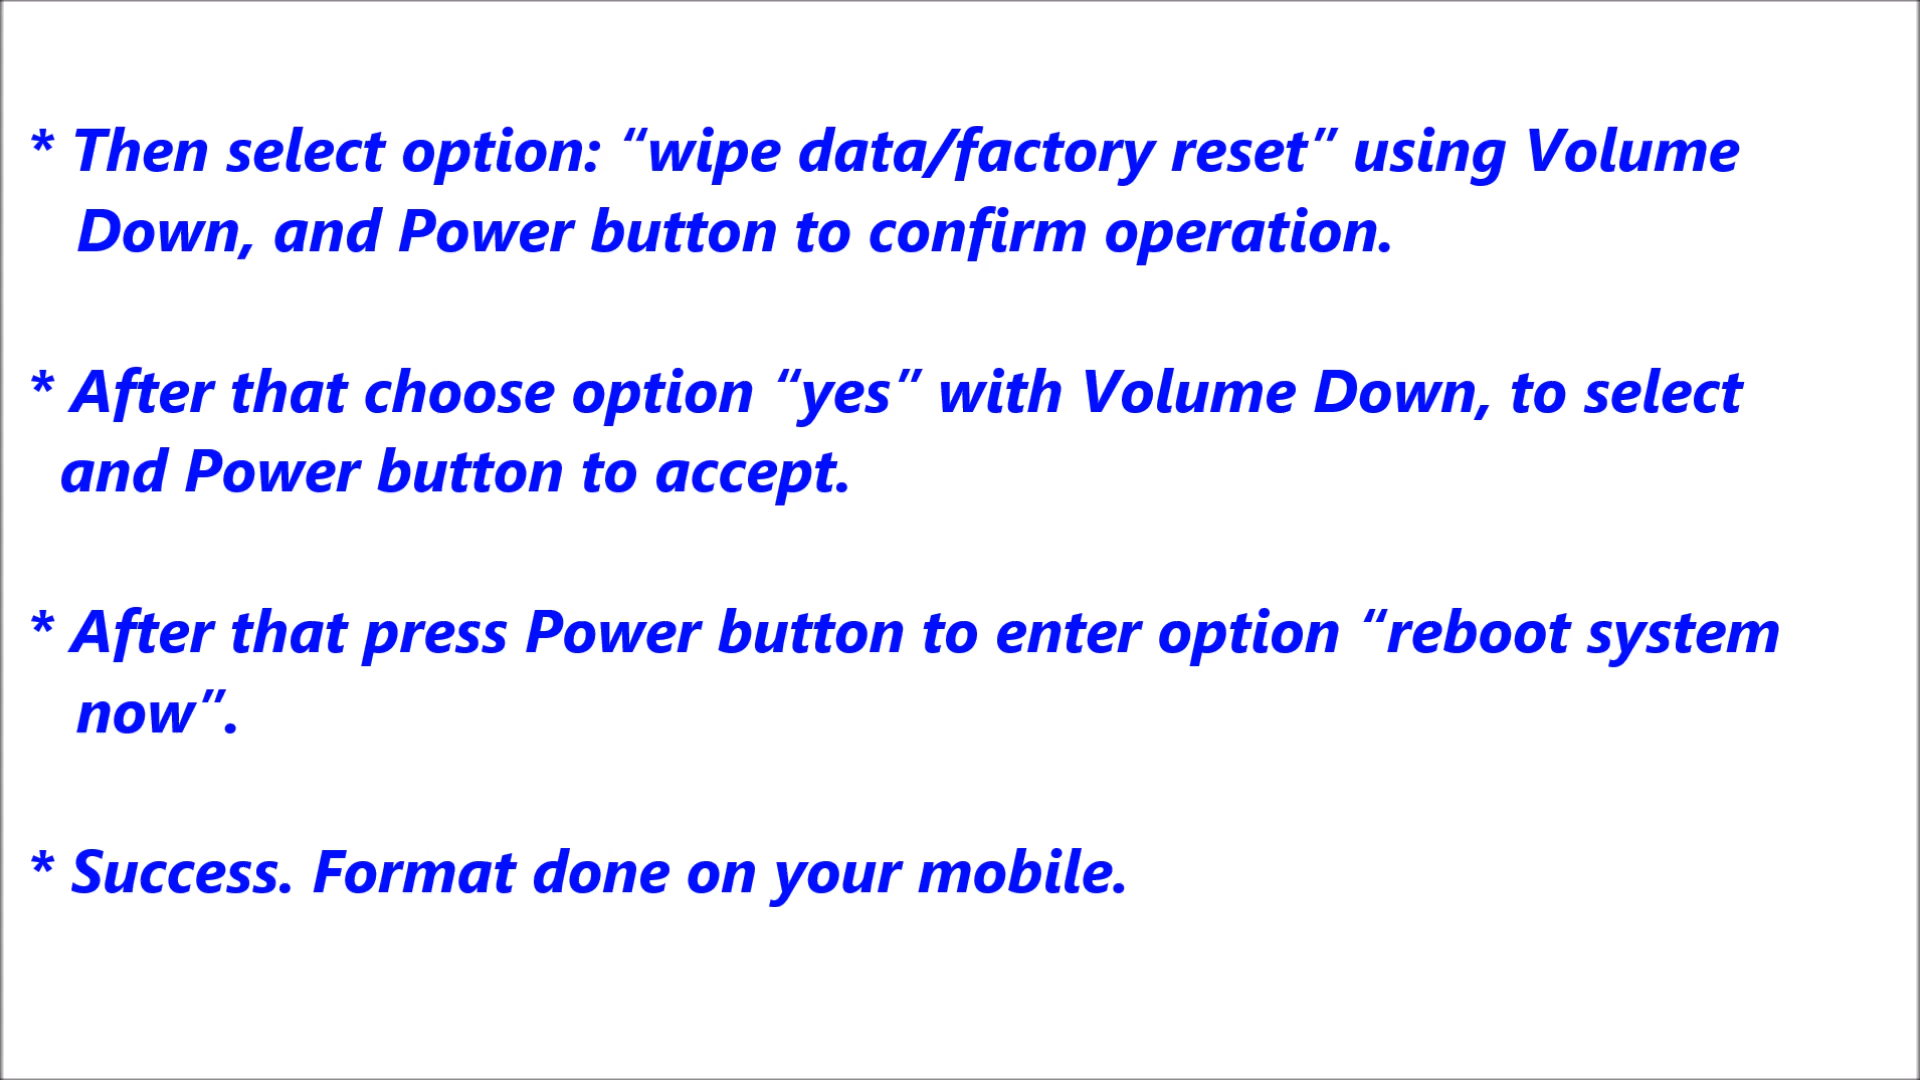 * Then select option: “wipe data/factory reset” using Volume
Down, and Power button to confirm operation.
* After that choose option “yes” with Volume Down, to select
and Power button to accept.
* After that press Power button to enter option “reboot system
now”.
* Success. Format done on your mobile.